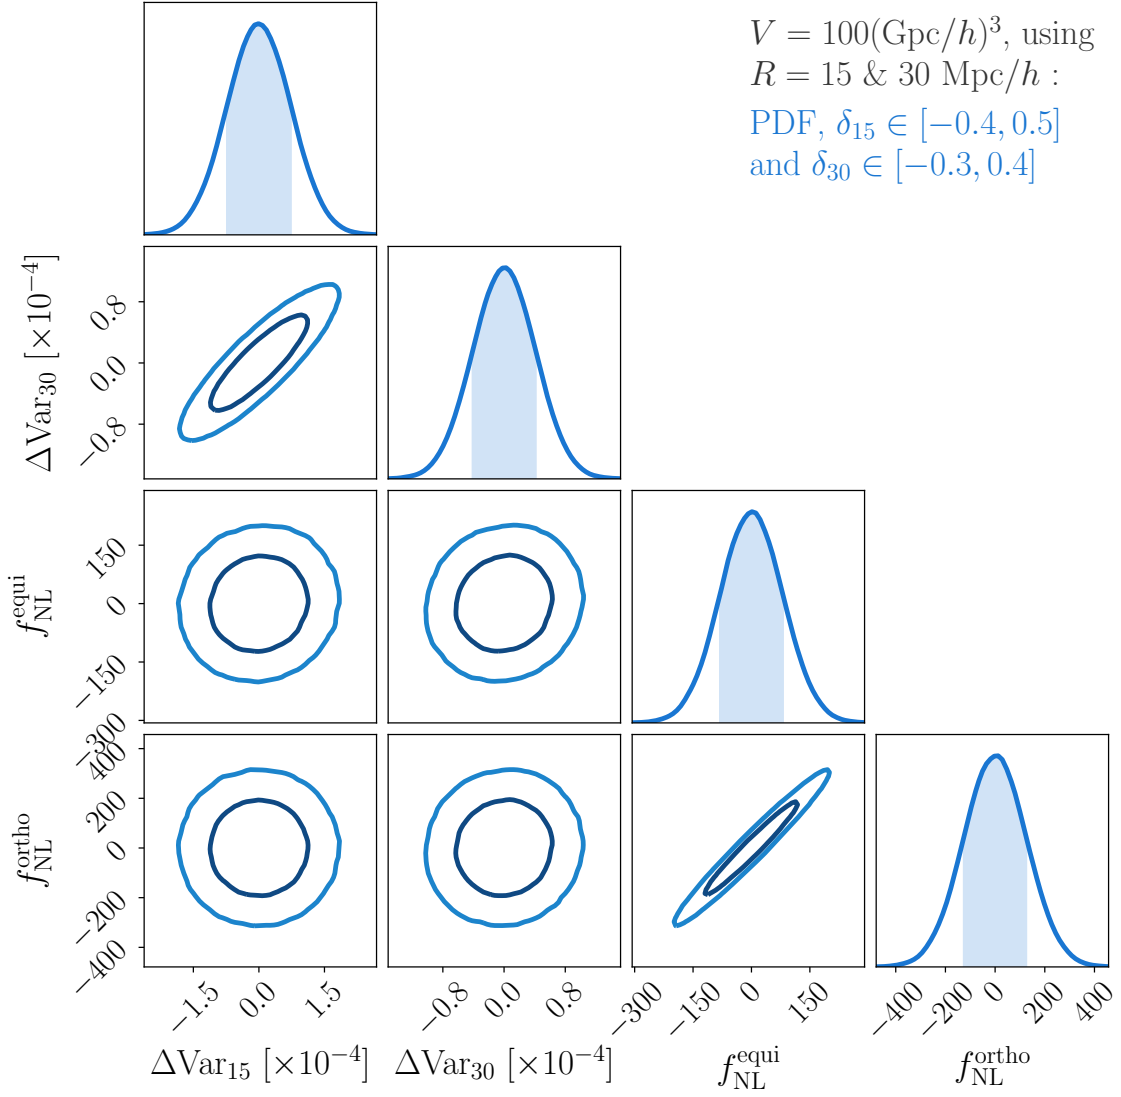 V = 100(Gpc/h)³, using
R = 15 & 30 Mpc/h :
PDF, δ₁₅ ∈ [−0.4, 0.5]
and δ₃₀ ∈ [−0.3, 0.4]
ΔVar₃₀ [×10⁻⁴]
0.8
0.0
−0.8
f_NL^equi
150
0
−150
−300
f_NL^ortho
400
200
0
−200
−400
−1.5 0.0 1.5
−0.8 0.0 0.8
−300 −150 0 150
−400 −200 0 200 400
ΔVar₁₅ [×10⁻⁴]
ΔVar₃₀ [×10⁻⁴]
f_NL^equi
f_NL^ortho